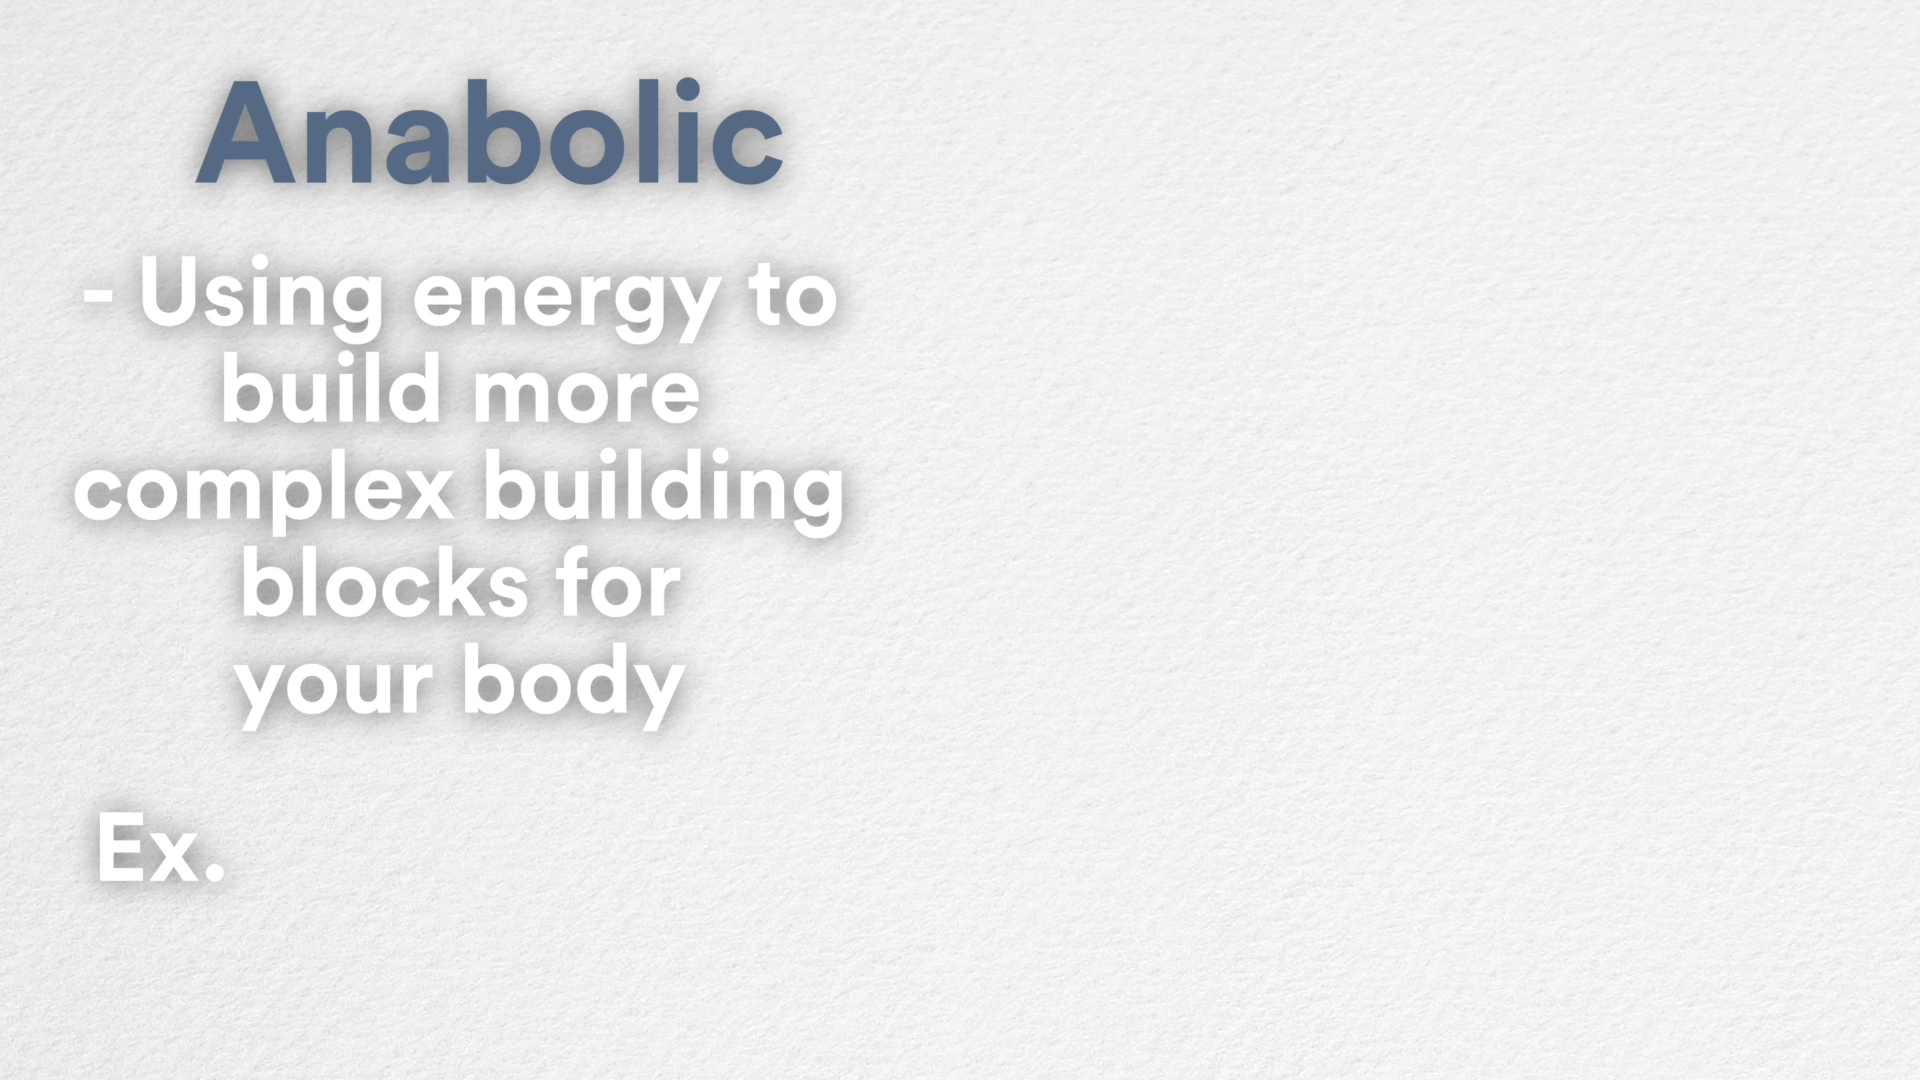 Anabolic
- Using energy to
build more
complex building
blocks for
your body
Ex.